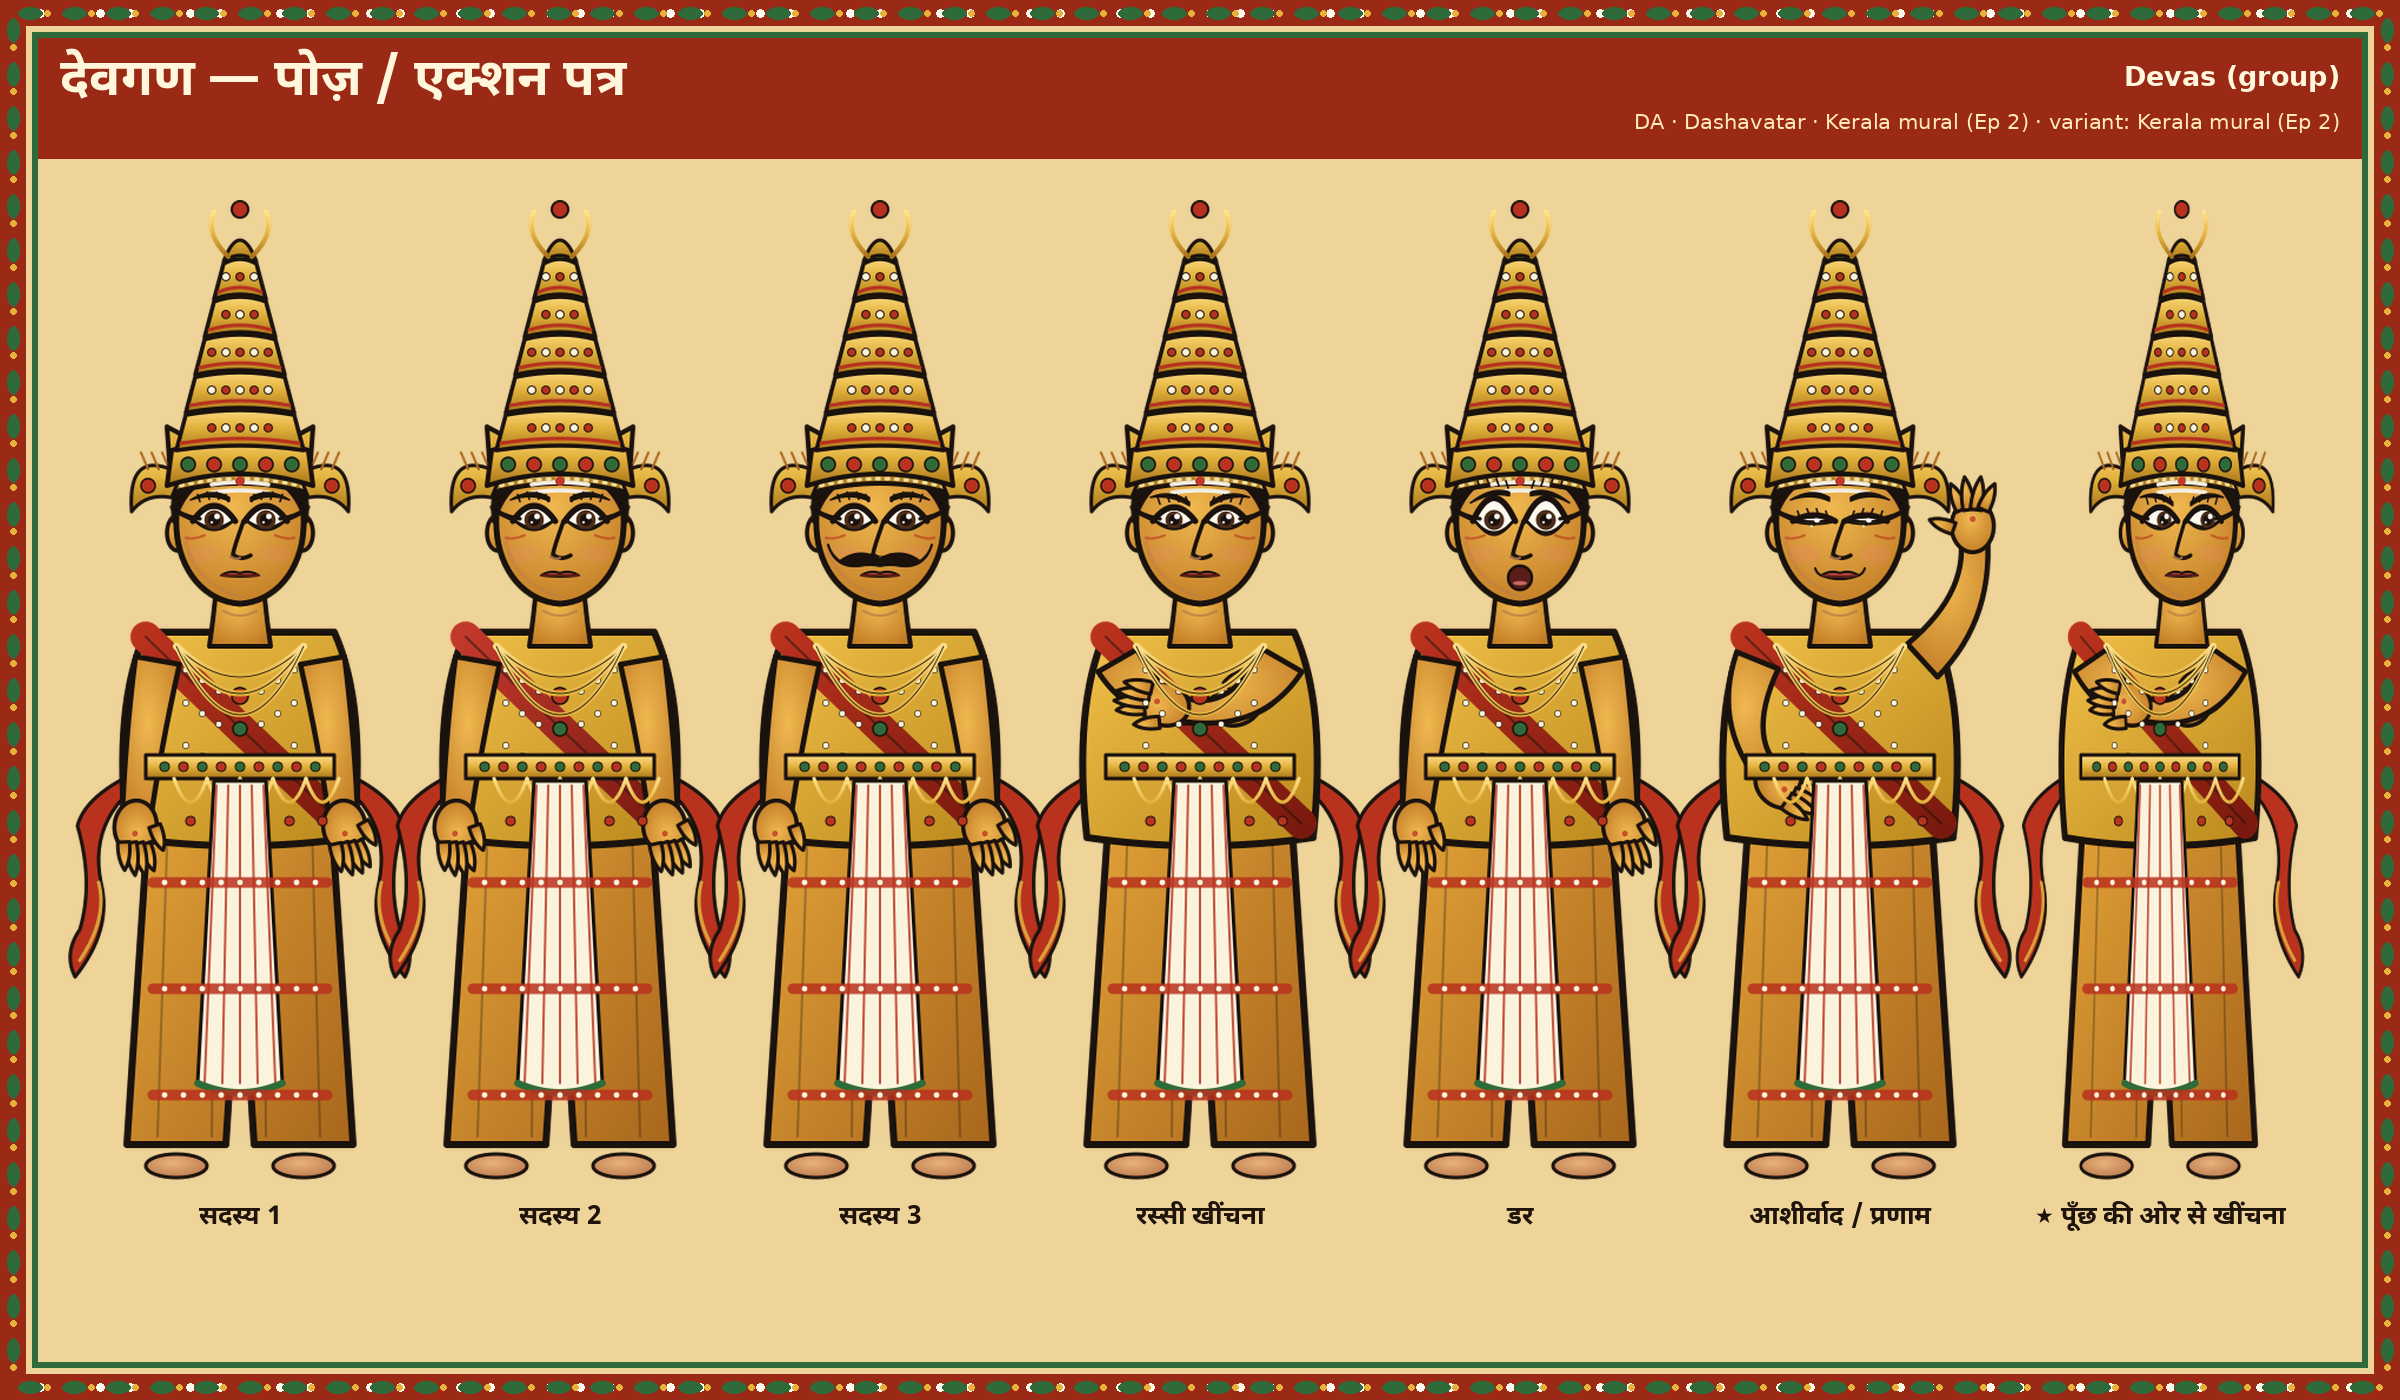 देवगण — पोज़ / एक्शन पत्र
Devas (group)
DA · Dashavatar · Kerala mural (Ep 2) · variant: Kerala mural (Ep 2)
सदस्य 1
सदस्य 2
सदस्य 3
रस्सी खींचना
डर
आशीर्वाद / प्रणाम
★ पूँछ की ओर से खींचना